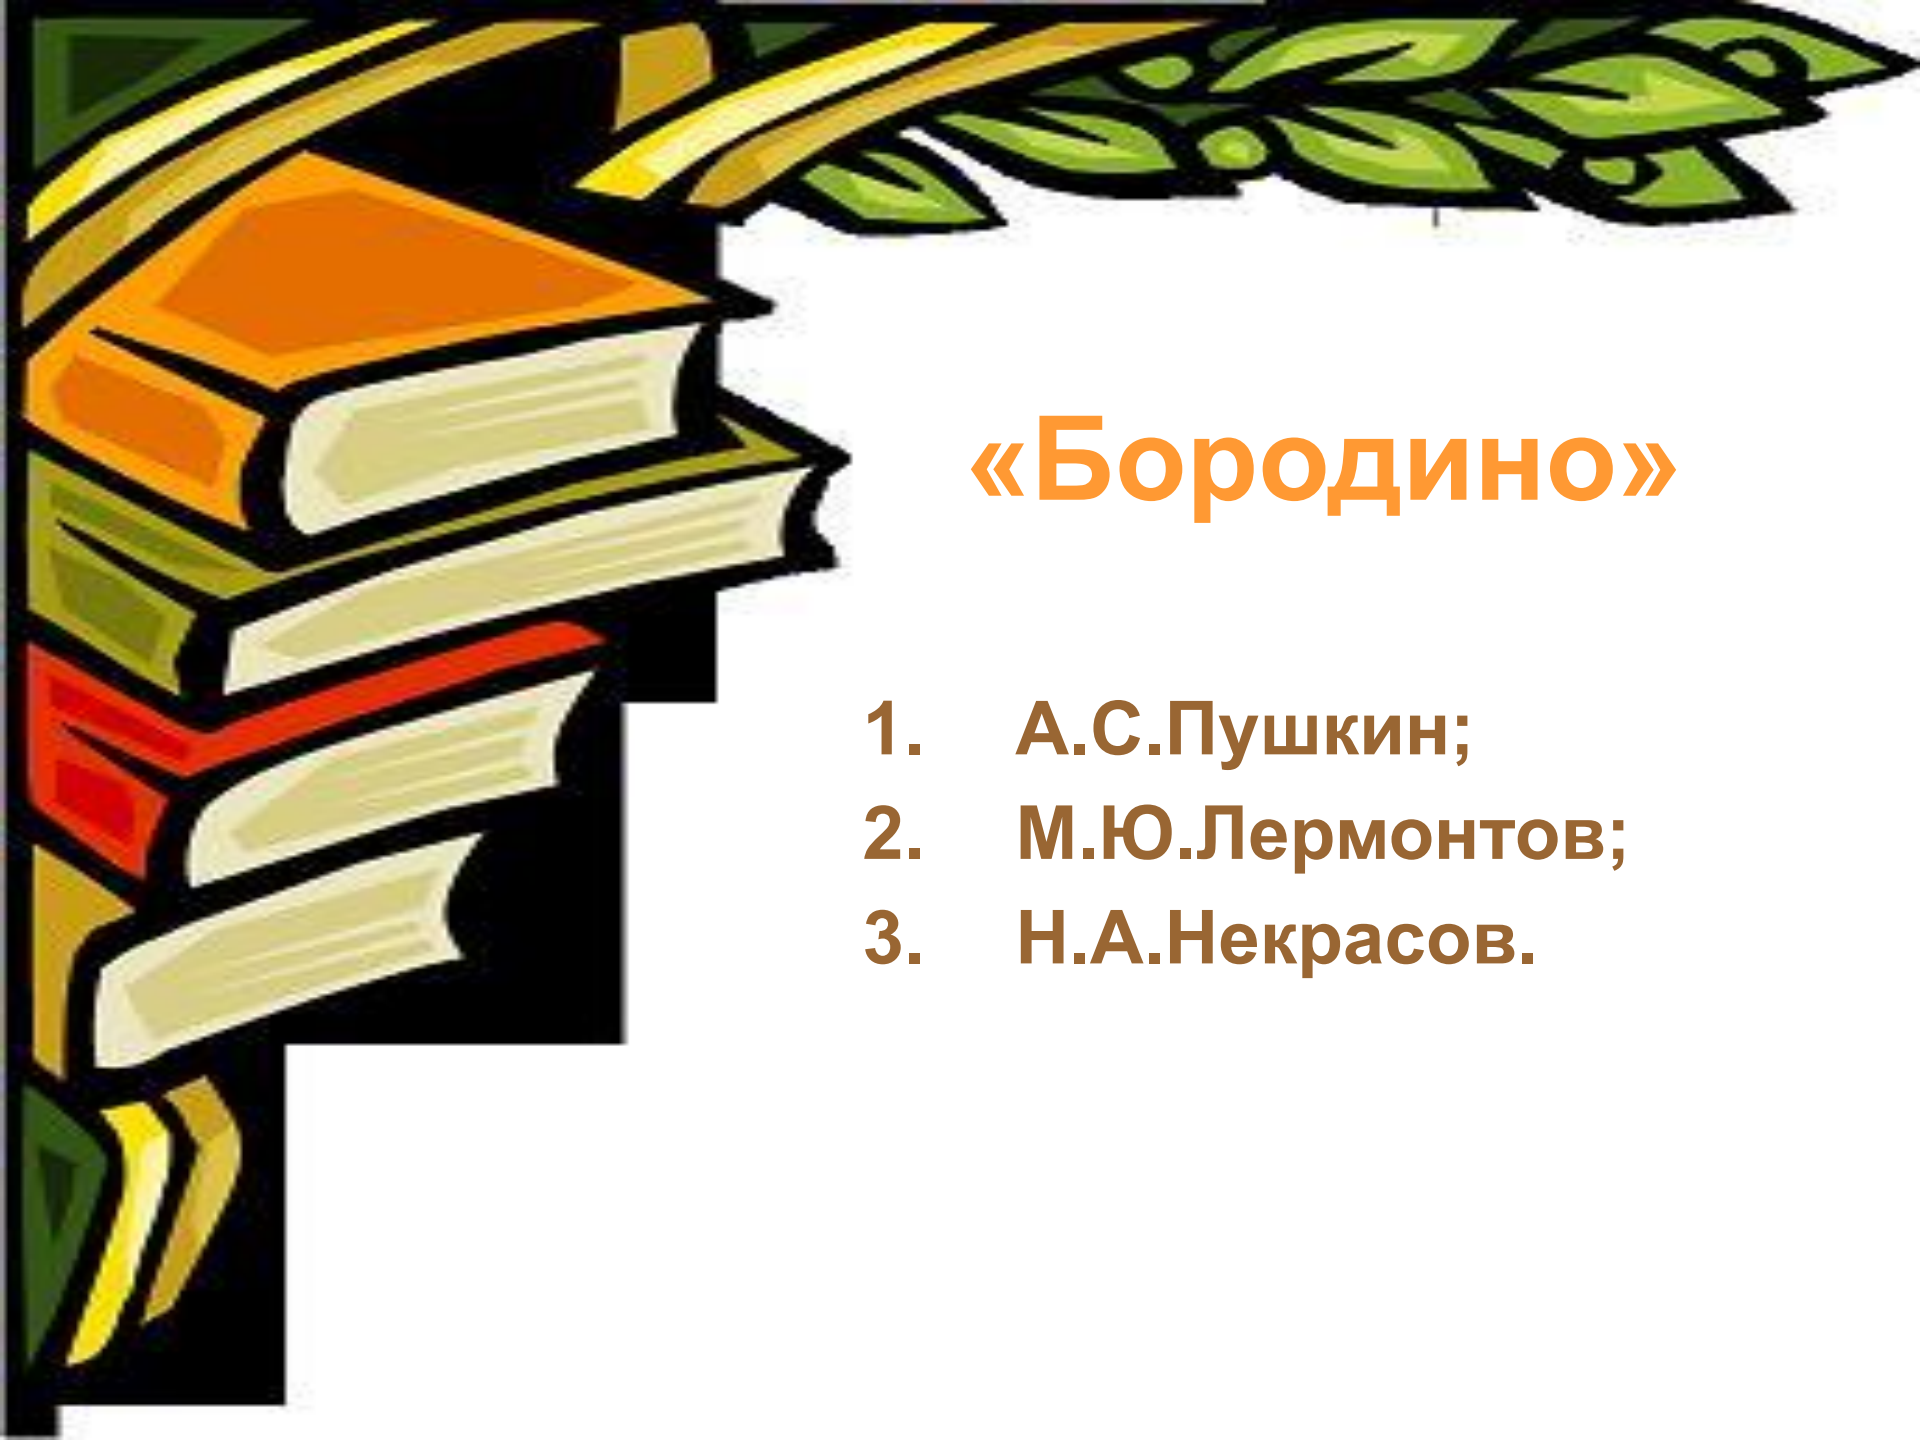 «Бородино»
1. А.С.Пушкин;
2. М.Ю.Лермонтов;
3. Н.А.Некрасов.